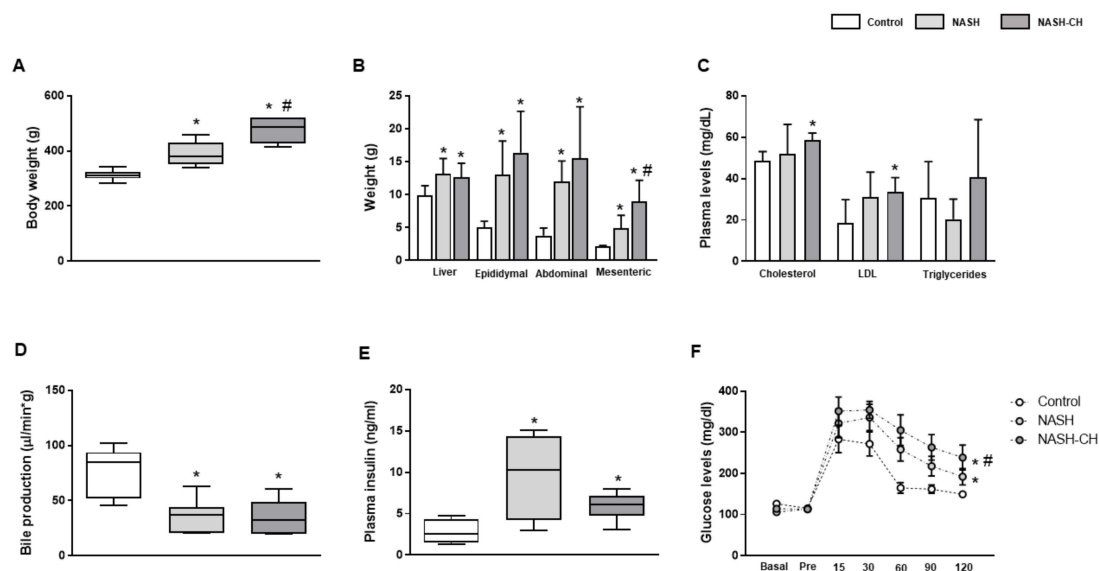 Control NASH NASH-CH
A
Body weight (g)
600
400
200
0
*
* #
B
Weight (g)
25
20
15
10
5
0
* * * * * * * * #
Liver Epididymal Abdominal Mesenteric
C
Plasma levels (mg/dL)
80
60
40
20
0
* *
Cholesterol LDL Triglycerides
D
Bile production (µl/min*g)
150
100
50
0
* *
E
Plasma insulin (ng/ml)
20
15
10
5
0
*
*
F
Glucose levels (mg/dl)
400
300
200
100
0
* #
*
Basal Pre 15 30 60 90 120
Control
NASH
NASH-CH